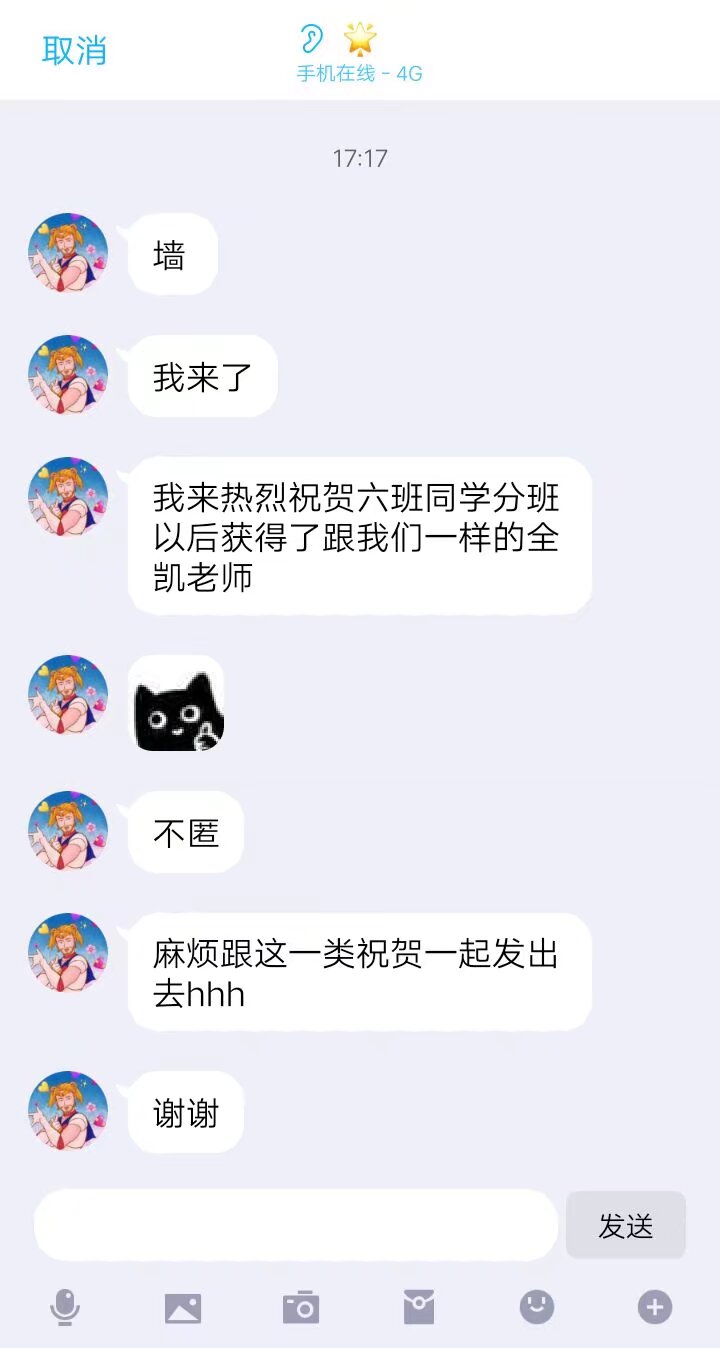 取消
手机在线 - 4G
17:17
墙
我来了
我来热烈祝贺六班同学分班
以后获得了跟我们一样的全
凯老师
不匿
麻烦跟这一类祝贺一起发出
去hhh
谢谢
发送